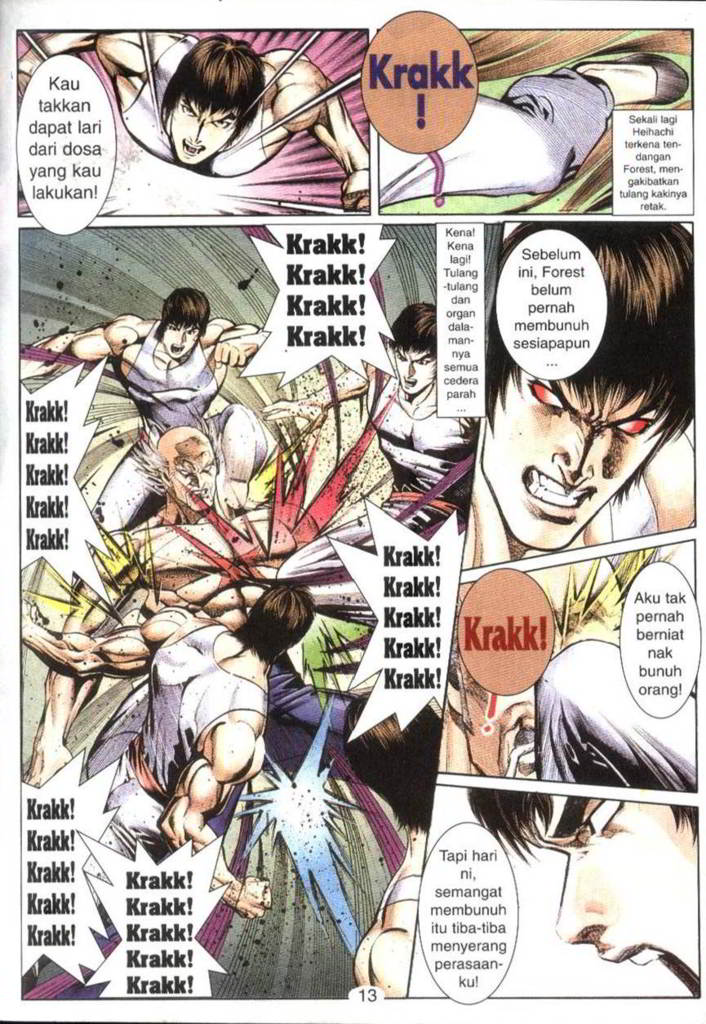 Kau
takkan
dapat lari
dari dosa
yang kau
lakukan!
Krakk
!
Sekali lagi
Heihachi
terkena ten-
dangan
Forest, men-
gakibatkan
tulang kakinya
retak.
Krakk!
Krakk!
Krakk!
Krakk!
Kena!
Kena
lagi!
Tulang
-tulang
dan
organ
dala-
man-
nya
semua
cedera
parah
...
Sebelum
ini, Forest
belum
pernah
membunuh
sesiapapun
...
Krakk!
Krakk!
Krakk!
Krakk!
Krakk!
Krakk!
Krakk!
Krakk!
Krakk!
Krakk!
Krakk!
!
Aku tak
pernah
berniat
nak
bunuh
orang!
Krakk!
Krakk!
Krakk!
Krakk!
Krakk!
Krakk!
Krakk!
Krakk!
Krakk!
Krakk!
Tapi hari
ni,
semangat
membunuh
itu tiba-tiba
menyerang
perasaan-
ku!
13